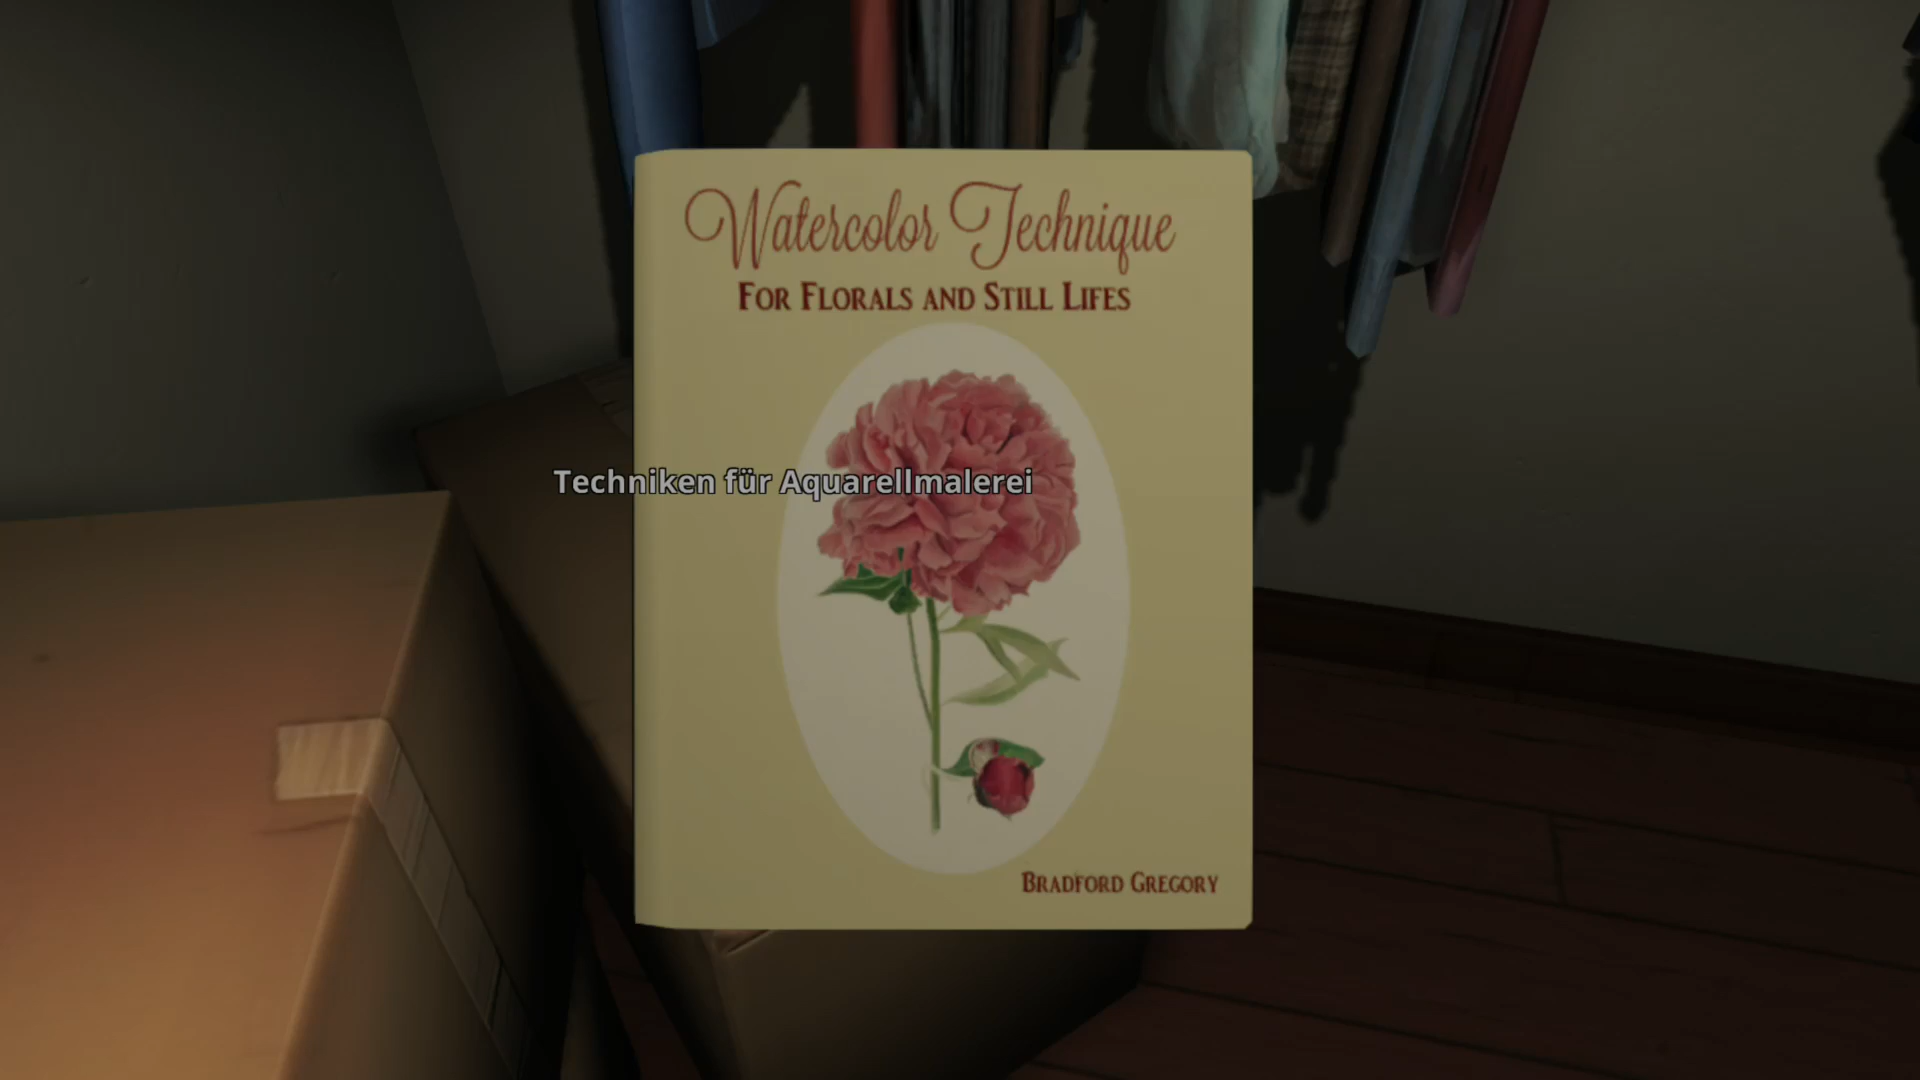 Watercolor Technique
For Florals and Still Lifes
Techniken für Aquarellmalerei
Bradford Gregory